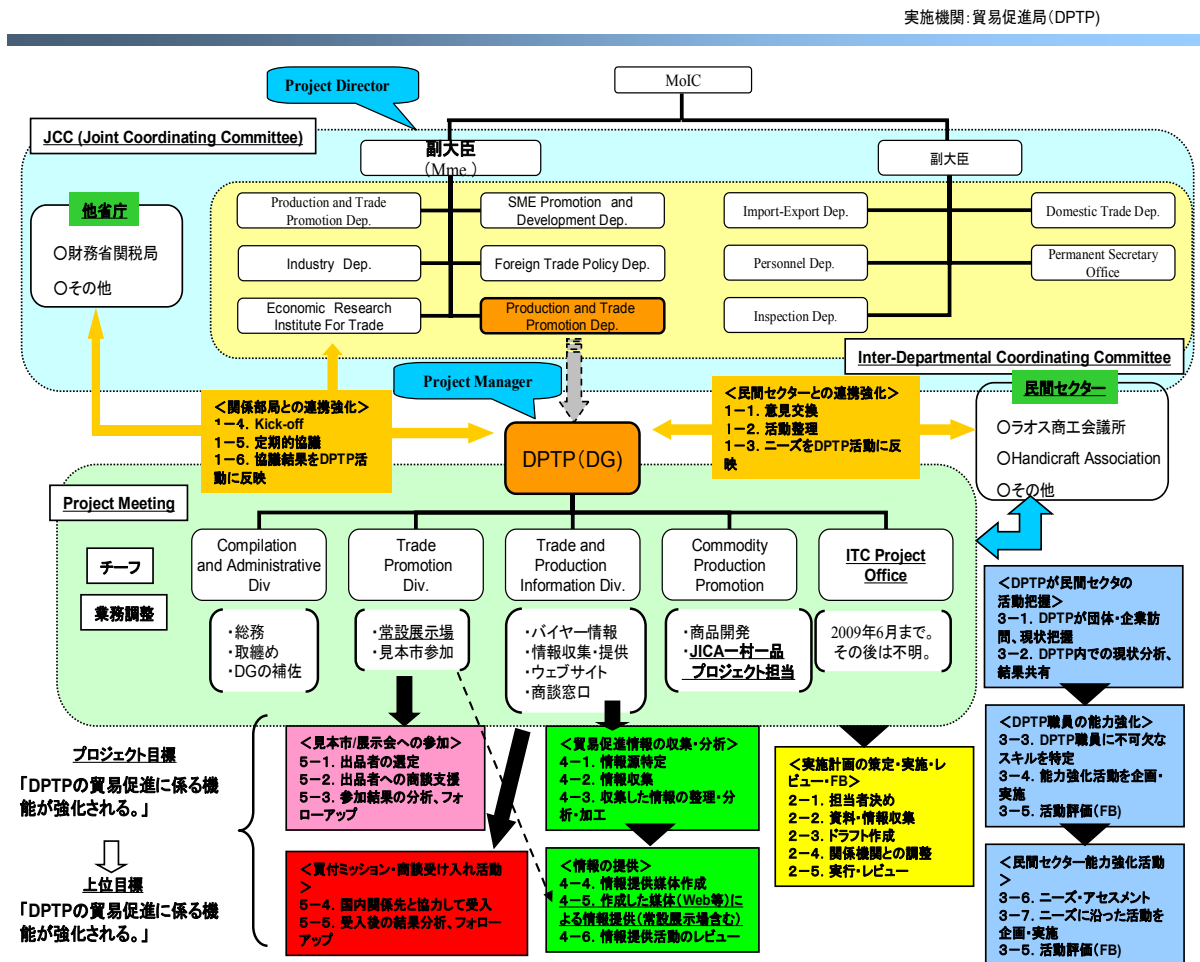 実施機関：貿易促進局（DPTP）
Project Director
MoIC
JCC (Joint Coordinating Committee)
副大臣
（Mme ）
副大臣
他省庁
○財務省関税局
○その他
Production and Trade
Promotion Dep.
SME Promotion and
Development Dep.
Import-Export Dep.
Domestic Trade Dep.
Industry Dep.
Foreign Trade Policy Dep.
Personnel Dep.
Permanent Secretary
Office
Economic Research
Institute For Trade
Production and Trade
Promotion Dep.
Inspection Dep.
Inter-Departmental Coordinating Committee
Project Manager
＜関係部局との連携強化＞
1－4．Kick-off
1－5．定期的協議
1－6．協議結果をDPTP活
動に反映
DPTP（DG）
＜民間セクターとの連携強化＞
1－1．意見交換
1－2．活動整理
1－3．ニーズをDPTP活動に反
映
民間セクター
○ラオス商工会議所
○Handicraft Association
○その他
Project Meeting
チーフ
業務調整
Compilation
and Administrative
Div
Trade
Promotion
Div.
Trade and
Production
Information Div.
Commodity
Production
Promotion
ITC Project
Office
・総務
・取纏め
・DGの補佐
・常設展示場
・見本市参加
・バイヤー情報
・情報収集・提供
・ウェブサイト
・商談窓口
・商品開発
・JICA一村一品
プロジェクト担当
2009年6月まで。
その後は不明。
＜DPTPが民間セクタの
活動把握＞
3－1．DPTPが団体・企業訪
問、現状把握
3－2．DPTP内での現状分析、
結果共有
＜DPTP職員の能力強化＞
3－3．DPTP職員に不可欠な
スキルを特定
3－4．能力強化活動を企画・
実施
3－5．活動評価（FB）
＜民間セクター能力強化活動
＞
3－6．ニーズ・アセスメント
3－7．ニーズに沿った活動を
企画・実施
3－5．活動評価（FB）
プロジェクト目標
「DPTPの貿易促進に係る機
能が強化される。」
上位目標
「DPTPの貿易促進に係る機
能が強化される。」
＜見本市/展示会への参加＞
5－1．出品者の選定
5－2．出品者への商談支援
5－3．参加結果の分析、フォ
ローアップ
＜買付ミッション・商談受け入れ活動
＞
5－4．国内関係先と協力して受入
5－5．受入後の結果分析、フォロー
アップ
＜貿易促進情報の収集・分析＞
4－1．情報源特定
4－2．情報収集
4－3．収集した情報の整理・分
析・加工
＜情報の提供＞
4－4．情報提供媒体作成
4－5．作成した媒体（Web等）に
よる情報提供（常設展示場含む）
4－6．情報提供活動のレビュー
＜実施計画の策定・実施・レ
ビュー・FB＞
2－1．担当者決め
2－2．資料・情報収集
2－3．ドラフト作成
2－4．関係機関との調整
2－5．実行・レビュー